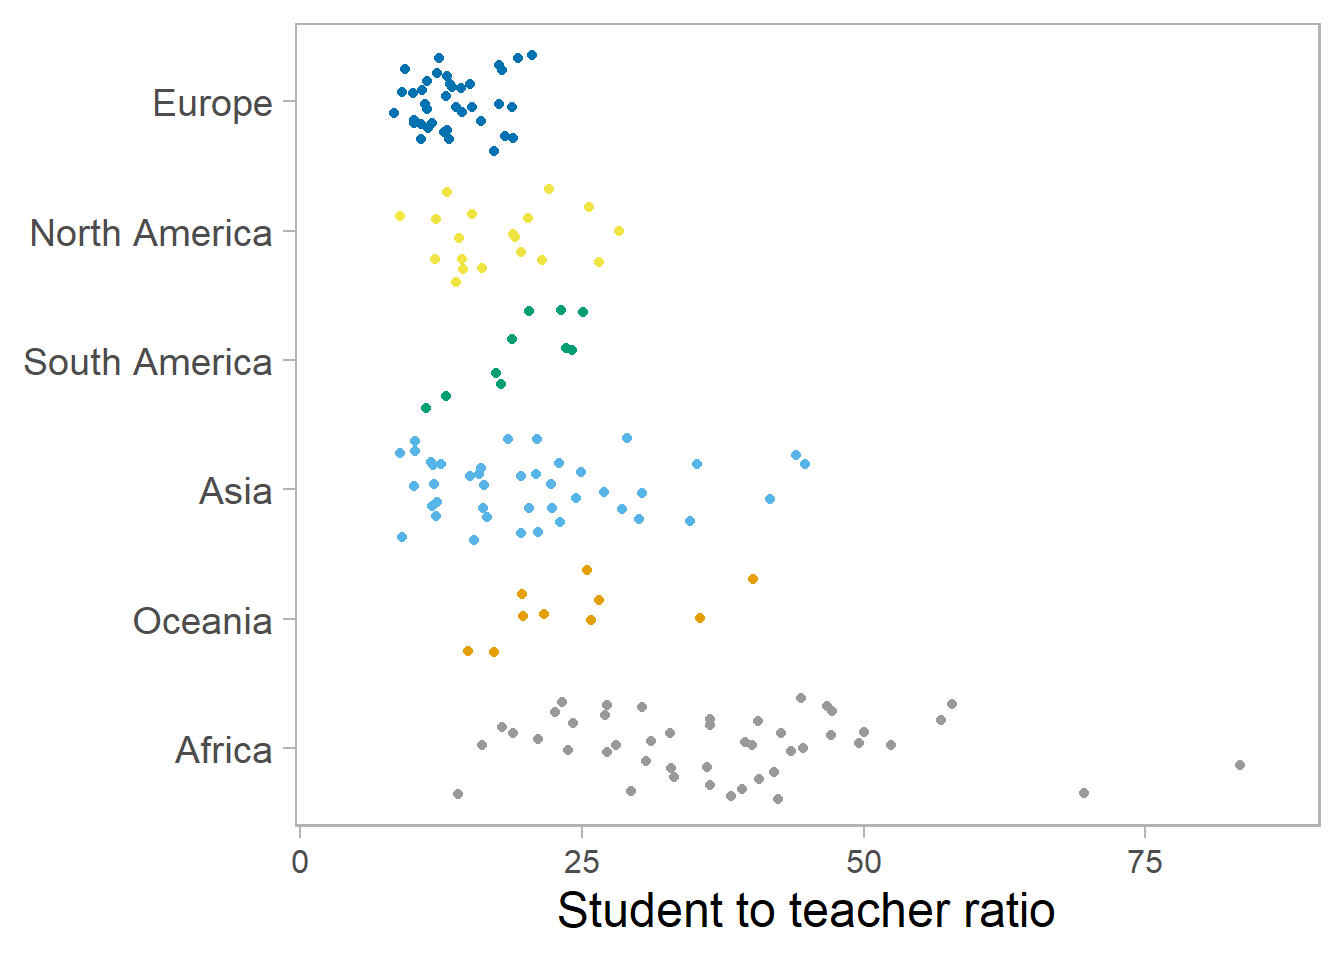 Europe
North America
South America
Asia
Oceania
Africa
0 25 50 75
Student to teacher ratio